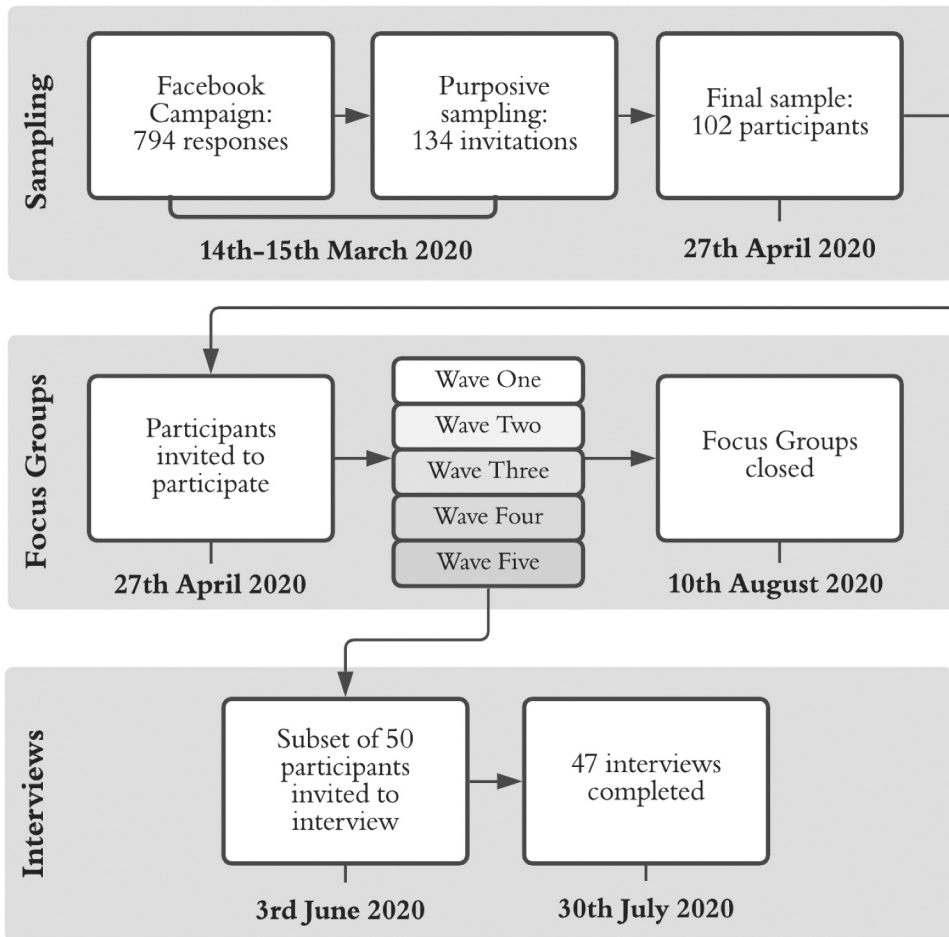 Sampling
Facebook
Campaign:
794 responses
Purposive
sampling:
134 invitations
Final sample:
102 participants
14th-15th March 2020
27th April 2020
Focus Groups
Participants
invited to
participate
Wave One
Wave Two
Wave Three
Wave Four
Wave Five
Focus Groups
closed
27th April 2020
10th August 2020
Interviews
Subset of 50
participants
invited to
interview
47 interviews
completed
3rd June 2020
30th July 2020